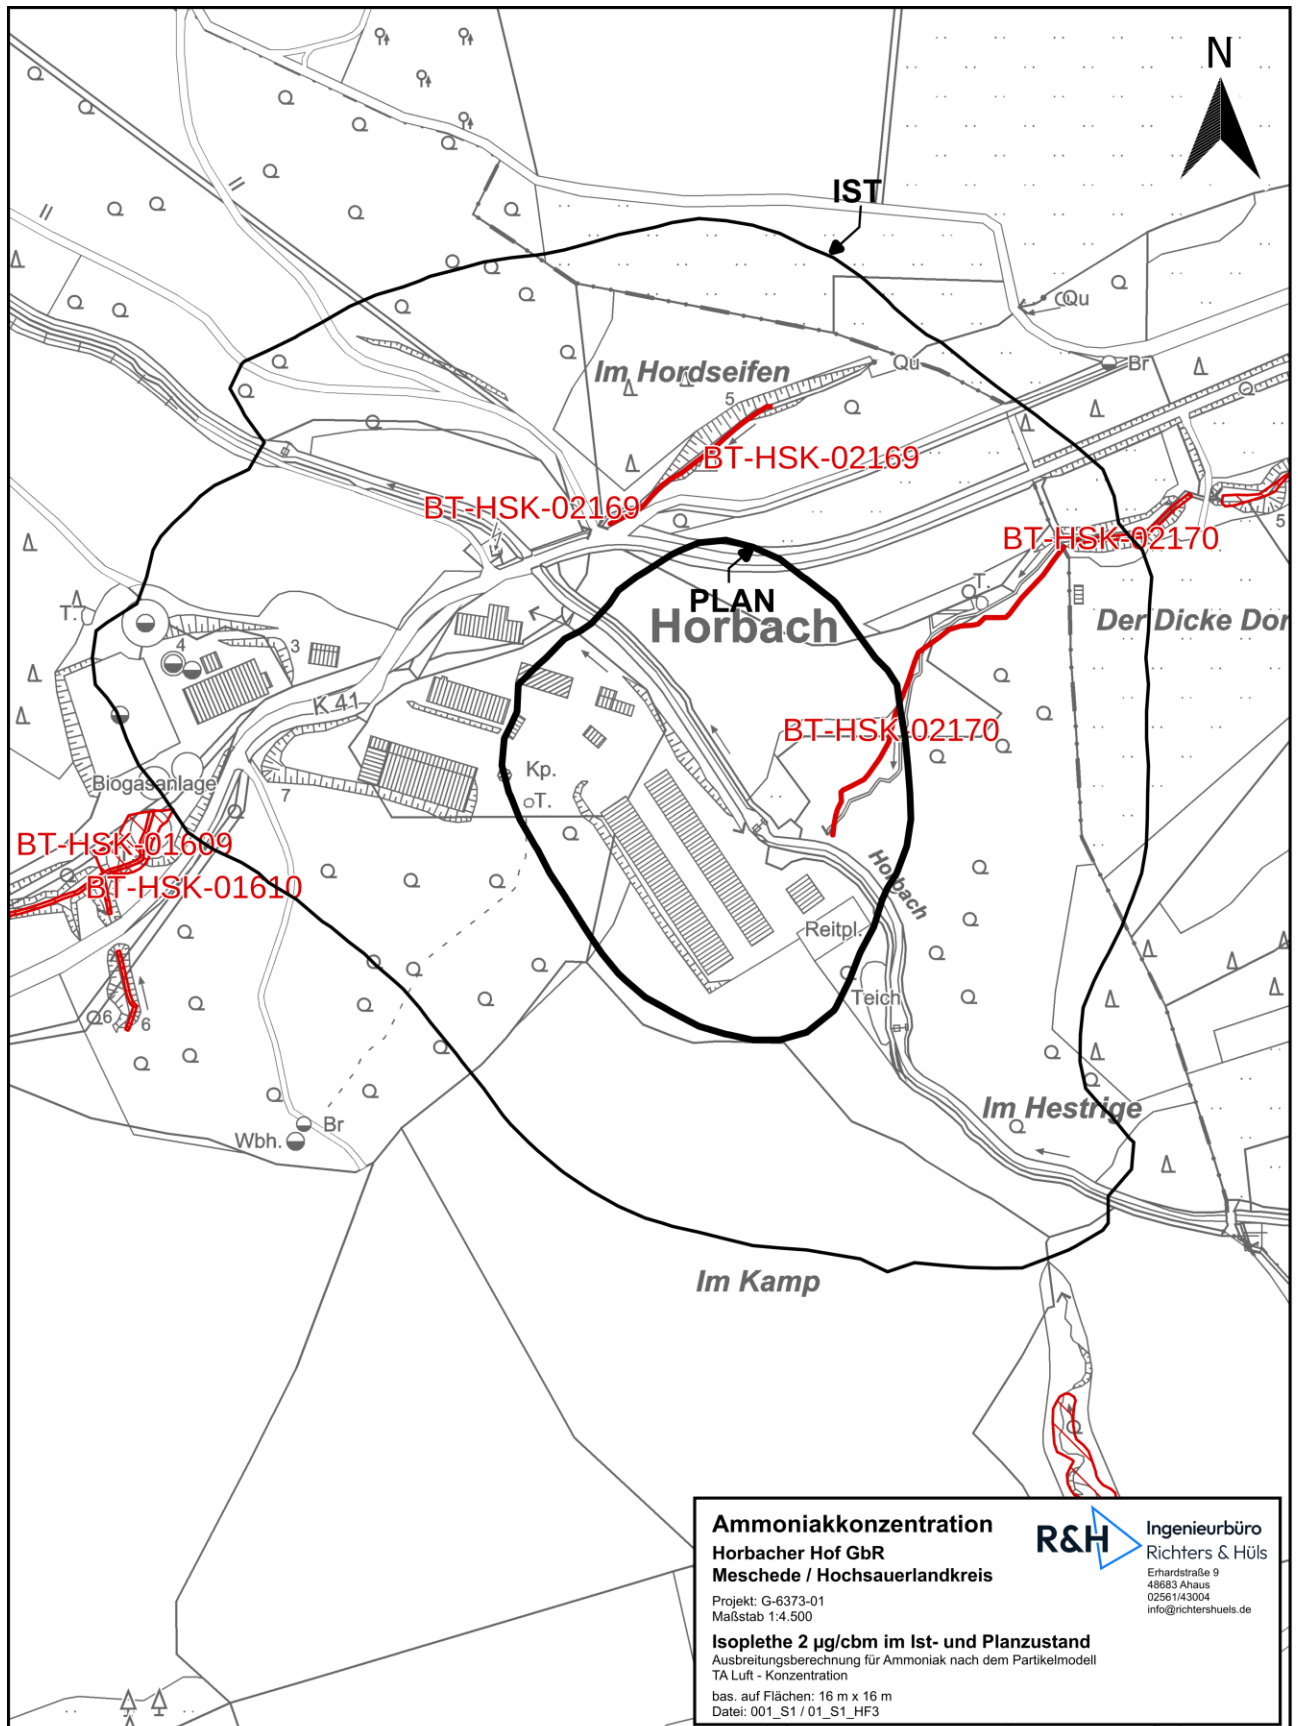 N
IST
Qu
Im Hordseifen
Qu
Br
5
BT-HSK-02169
BT-HSK-02169
5
BT-HSK-02170
PLAN
T.
Horbach
Der Dicke Dor
T.
4
3
K 41
BT-HSK-02170
Kp.
T.
Biogasanlage
7
BT-HSK-01609
BT-HSK-01610
Horbach
Reitpl.
Teich
6
6
Im Hestrige
Br
Wbh.
Im Kamp
Ammoniakkonzentration
Horbacher Hof GbR
Meschede / Hochsauerlandkreis
Projekt: G-6373-01
Maßstab 1:4.500
Isoplethe 2 µg/cbm im Ist- und Planzustand
Ausbreitungsberechnung für Ammoniak nach dem Partikelmodell
TA Luft - Konzentration
bas. auf Flächen: 16 m x 16 m
Datei: 001_S1 / 01_S1_HF3
R&H
Ingenieurbüro
Richters & Hüls
Erhardstraße 9
48683 Ahaus
02561/43004
info@richtershuels.de